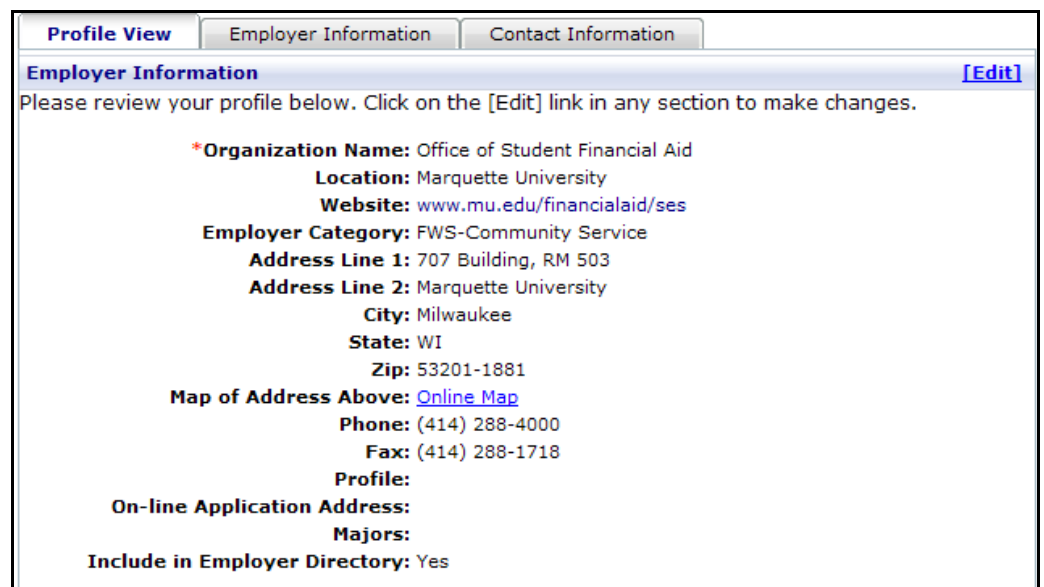 Profile View Employer Information Contact Information
Employer Information [Edit]
Please review your profile below. Click on the [Edit] link in any section to make changes.
*Organization Name: Office of Student Financial Aid
Location: Marquette University
Website: www.mu.edu/financialaid/ses
Employer Category: FWS-Community Service
Address Line 1: 707 Building, RM 503
Address Line 2: Marquette University
City: Milwaukee
State: WI
Zip: 53201-1881
Map of Address Above: Online Map
Phone: (414) 288-4000
Fax: (414) 288-1718
Profile:
On-line Application Address:
Majors:
Include in Employer Directory: Yes